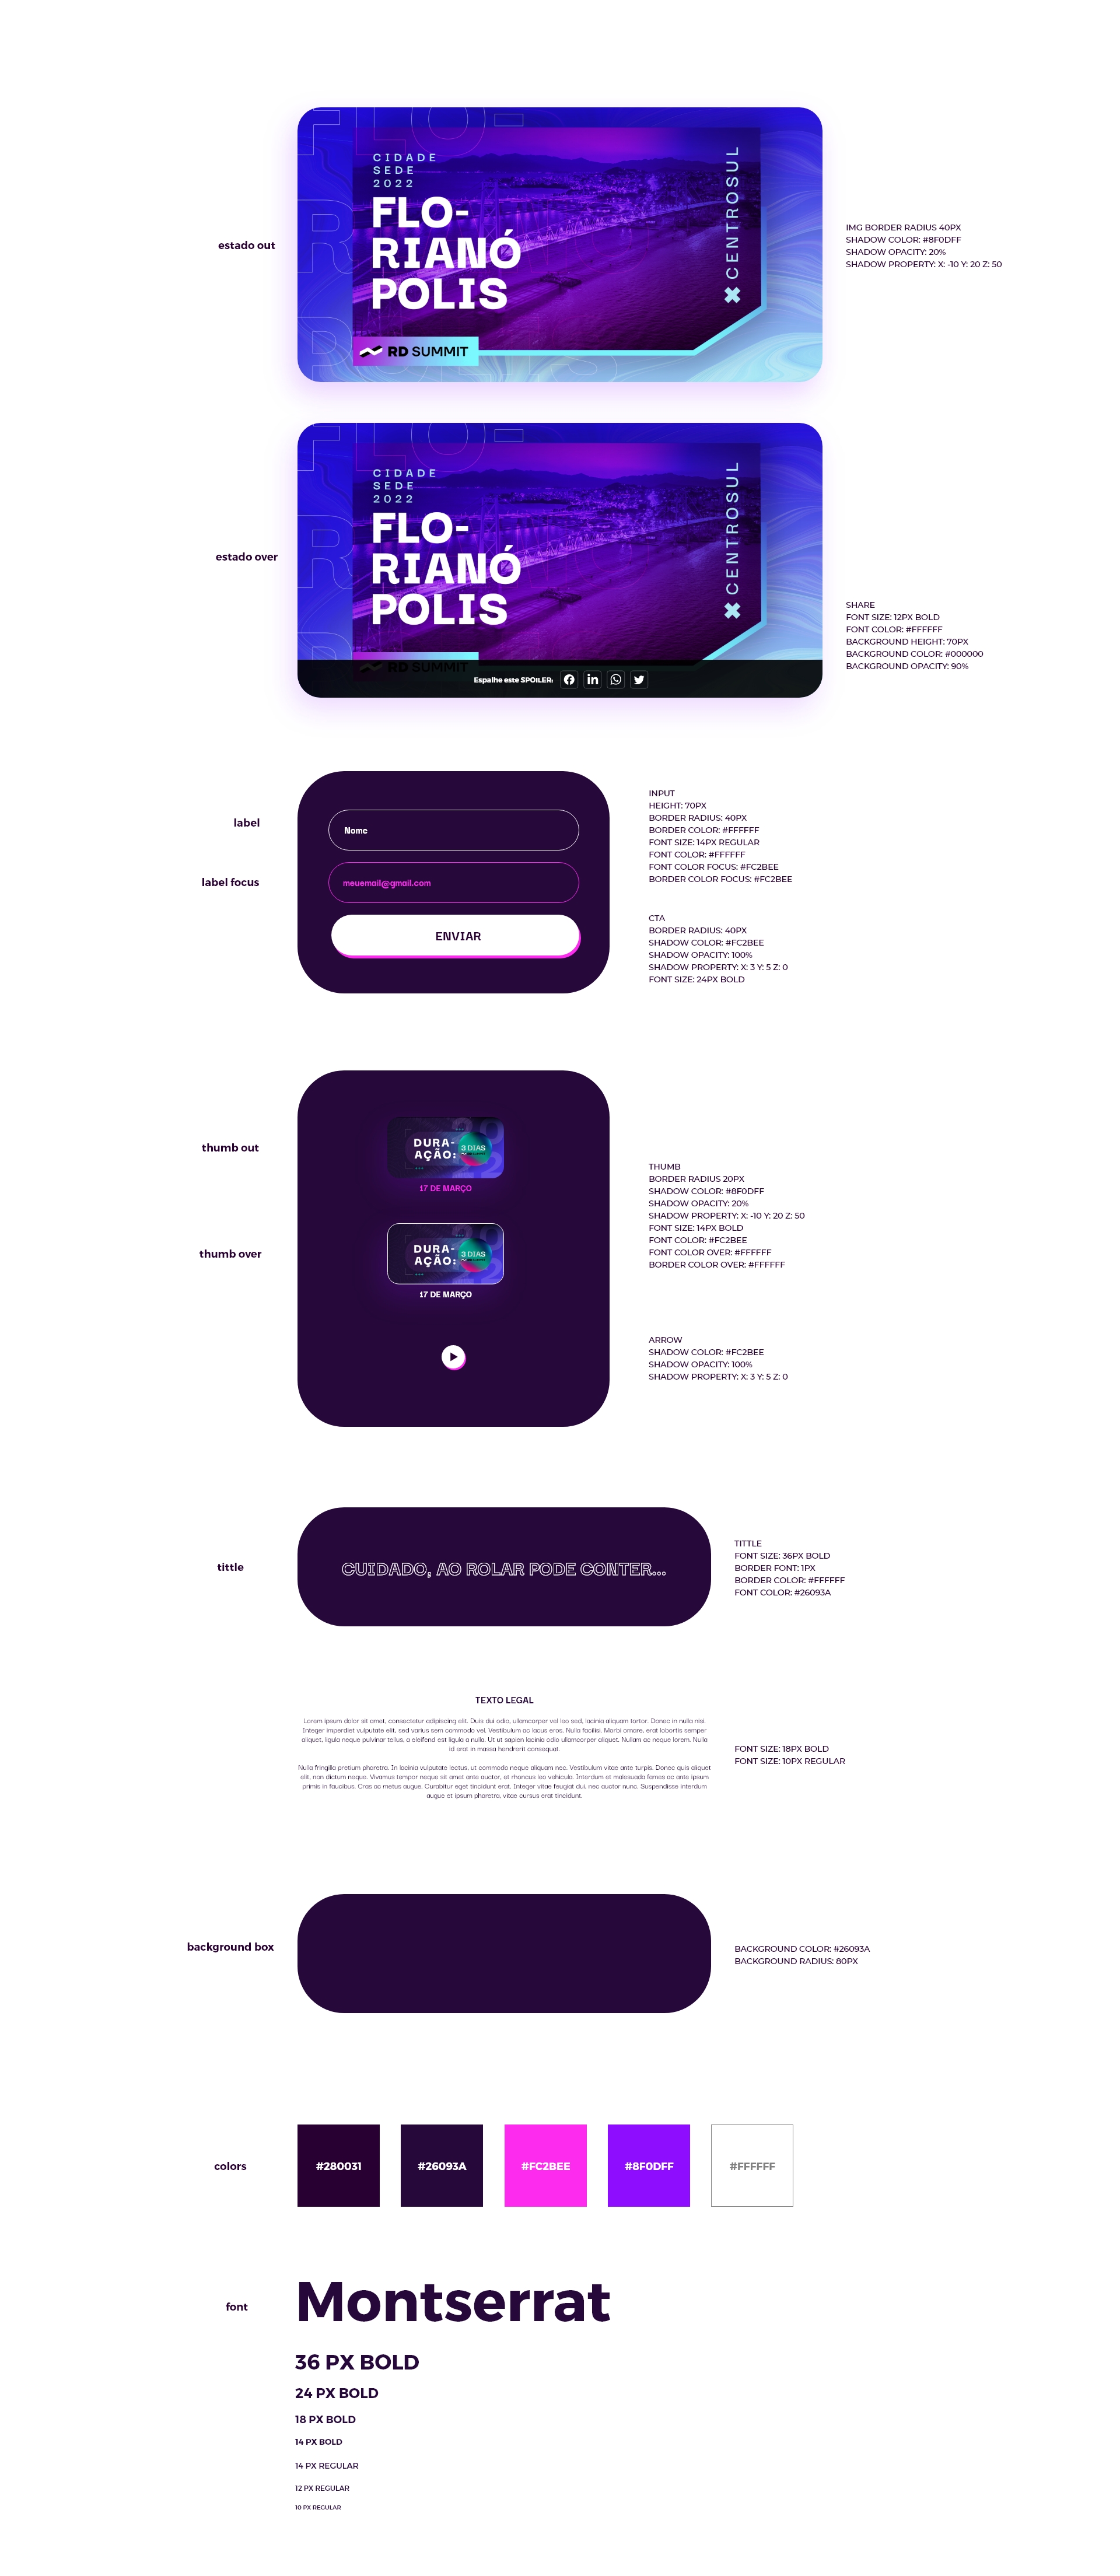 estado out
CIDADE
SEDE
2022
FLO-
RIANÓ
POLIS
CENTROSUL
RD SUMMIT
IMG BORDER RADIUS 40PX
SHADOW COLOR: #8F0DFF
SHADOW OPACITY: 20%
SHADOW PROPERTY: X: -10 Y: 20 Z: 50
estado over
CIDADE
SEDE
2022
FLO-
RIANÓ
POLIS
CENTROSUL
RD SUMMIT
Espalhe este SPOILER:
SHARE
FONT SIZE: 12PX BOLD
FONT COLOR: #FFFFFF
BACKGROUND HEIGHT: 70PX
BACKGROUND COLOR: #000000
BACKGROUND OPACITY: 90%
label
Nome
label focus
meuemail@gmail.com
ENVIAR
INPUT
HEIGHT: 70PX
BORDER RADIUS: 40PX
BORDER COLOR: #FFFFFF
FONT SIZE: 14PX REGULAR
FONT COLOR: #FFFFFF
FONT COLOR FOCUS: #FC2BEE
BORDER COLOR FOCUS: #FC2BEE
CTA
BORDER RADIUS: 40PX
SHADOW COLOR: #FC2BEE
SHADOW OPACITY: 100%
SHADOW PROPERTY: X: 3 Y: 5 Z: 0
FONT SIZE: 24PX BOLD
thumb out
DURA-
AÇÃO:
3 DIAS
17 DE MARÇO
thumb over
DURA-
AÇÃO:
3 DIAS
17 DE MARÇO
THUMB
BORDER RADIUS 20PX
SHADOW COLOR: #8F0DFF
SHADOW OPACITY: 20%
SHADOW PROPERTY: X: -10 Y: 20 Z: 50
FONT SIZE: 14PX BOLD
FONT COLOR: #FC2BEE
FONT COLOR OVER: #FFFFFF
BORDER COLOR OVER: #FFFFFF
ARROW
SHADOW COLOR: #FC2BEE
SHADOW OPACITY: 100%
SHADOW PROPERTY: X: 3 Y: 5 Z: 0
tittle
CUIDADO, AO ROLAR PODE CONTER...
TITTLE
FONT SIZE: 36PX BOLD
BORDER FONT: 1PX
BORDER COLOR: #FFFFFF
FONT COLOR: #26093A
TEXTO LEGAL
Lorem ipsum dolor sit amet, consectetur adipiscing elit. Duis dui odio, ullamcorper vel leo sed, lacinia aliquam tortor. Donec in nulla nisi.
Integer imperdiet vulputate elit, sed varius sem commodo vel. Vestibulum ac lacus eros. Nulla facilisi. Morbi ornare, erat lobortis semper
aliquet, ligula neque pulvinar tellus, a eleifend est ligula a nulla. Ut ut sapien lacinia odio ullamcorper aliquet. Nullam ac neque lorem. Nulla
id erat in massa handrerit consequat.
Nulla fringilla pretium pharetra. In lacinia vulputate lectus, ut commodo neque aliquam nec. Vestibulum vitae ante turpis. Donec quis aliquet
elit, non dictum neque. Vivamus tempor neque sit amet ante auctor, et rhoncus leo vehicula. Interdum et malesuada fames ac ante ipsum
primis in faucibus. Cras ac metus augue. Curabitur eget tincidunt erat. Integer vitae feugiat dui, nec auctor nunc. Suspendisse interdum
augue et ipsum pharetra, vitae cursus erat tincidunt.
FONT SIZE: 18PX BOLD
FONT SIZE: 10PX REGULAR
background box
BACKGROUND COLOR: #26093A
BACKGROUND RADIUS: 80PX
colors
#280031
#26093A
#FC2BEE
#8F0DFF
#FFFFFF
font
Montserrat
36 PX BOLD
24 PX BOLD
18 PX BOLD
14 PX BOLD
14 PX REGULAR
12 PX REGULAR
10 PX REGULAR